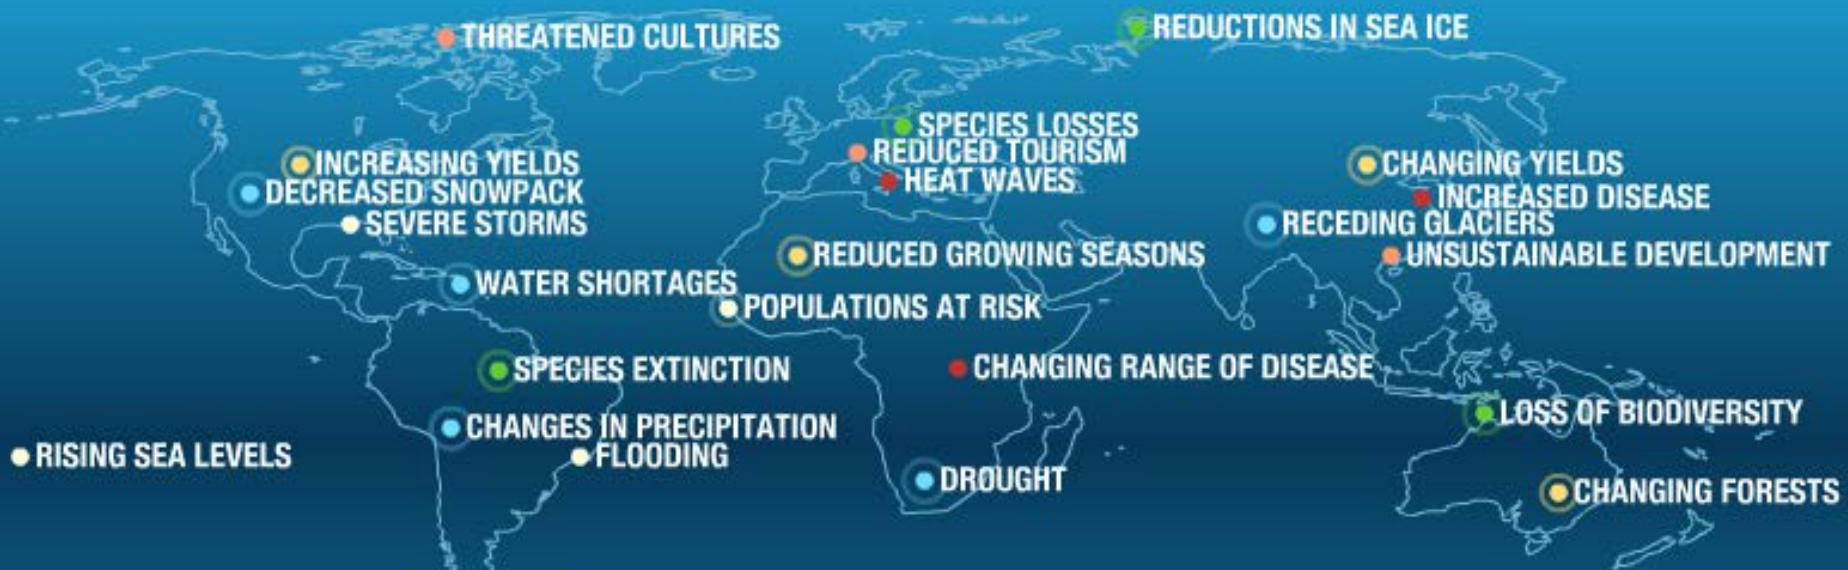 THREATENED CULTURES
REDUCTIONS IN SEA ICE
SPECIES LOSSES
REDUCED TOURISM
HEAT WAVES
INCREASING YIELDS
DECREASED SNOWPACK
SEVERE STORMS
CHANGING YIELDS
INCREASED DISEASE
RECEDING GLACIERS
UNSUSTAINABLE DEVELOPMENT
REDUCED GROWING SEASONS
WATER SHORTAGES
POPULATIONS AT RISK
SPECIES EXTINCTION
CHANGING RANGE OF DISEASE
LOSS OF BIODIVERSITY
CHANGES IN PRECIPITATION
RISING SEA LEVELS
FLOODING
DROUGHT
CHANGING FORESTS